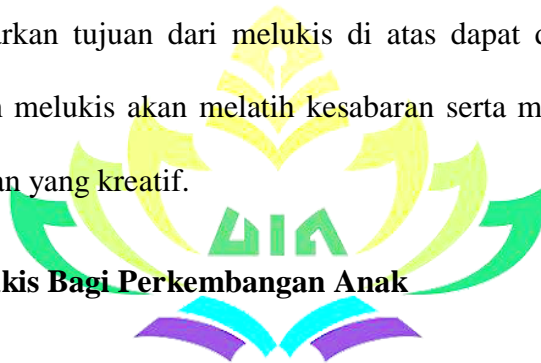 arkan tujuan dari melukis di atas dapat
melukis akan melatih kesabaran serta
an yang kreatif.
UIN
kis Bagi Perkembangan Anak